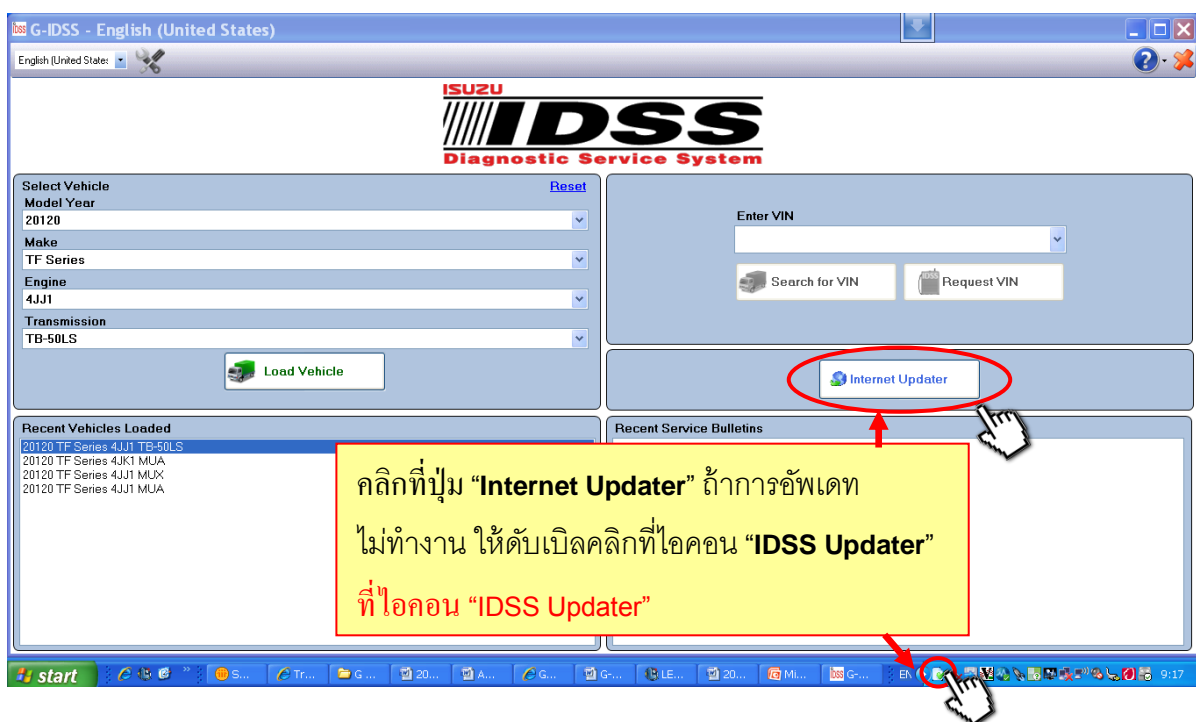 G-IDSS - English (United States)
English (United State:
ISUZU
IDSS
Diagnostic Service System
Select Vehicle
Reset
Model Year
20120
Make
TF Series
Engine
4JJ1
Transmission
TB-50LS
Load Vehicle
Enter VIN
Search for VIN
Request VIN
Internet Updater
Recent Vehicles Loaded
20120 TF Series 4JJ1 TB-50LS
20120 TF Series 4JK1 MUA
20120 TF Series 4JJ1 MUX
20120 TF Series 4JJ1 MUA
Recent Service Bulletins
คลิกที่ปุ่ม “Internet Updater” ถ้าการอัพเดท
ไม่ทำงาน ให้ดับเบิลคลิกที่ไอคอน “IDSS Updater”
ที่ไอคอน “IDSS Updater”
start
S...
Tr...
G ...
20...
A...
G...
G-...
LE...
20...
Mi...
G-...
EN
9:17